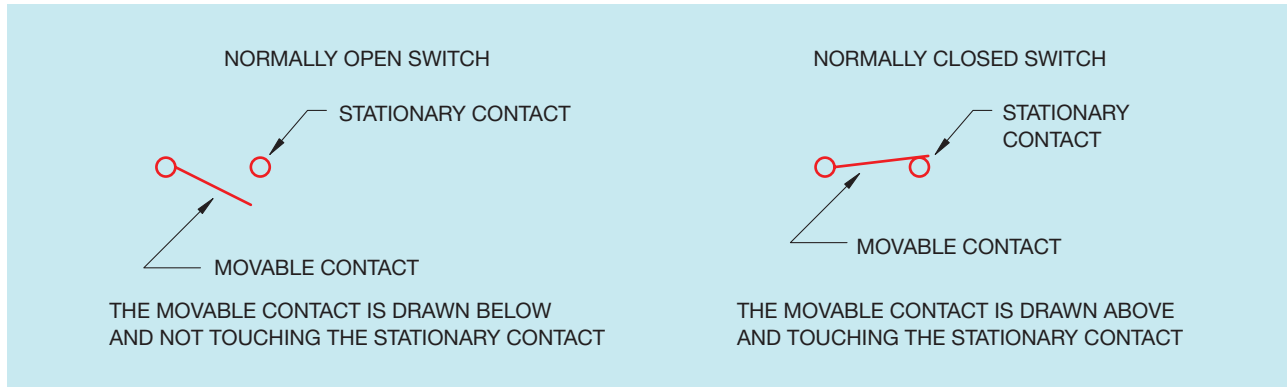 NORMALLY OPEN SWITCH
STATIONARY CONTACT
MOVABLE CONTACT
THE MOVABLE CONTACT IS DRAWN BELOW
AND NOT TOUCHING THE STATIONARY CONTACT
NORMALLY CLOSED SWITCH
STATIONARY
CONTACT
MOVABLE CONTACT
THE MOVABLE CONTACT IS DRAWN ABOVE
AND TOUCHING THE STATIONARY CONTACT